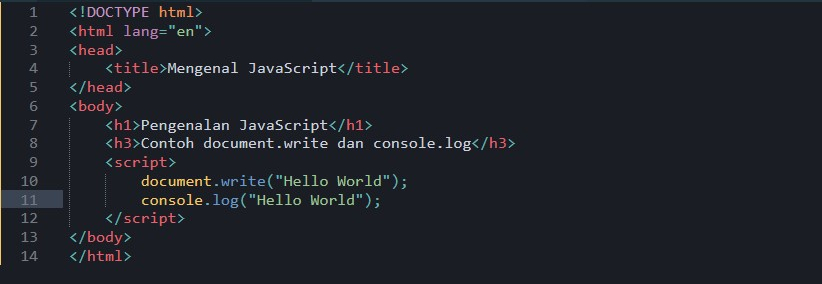 1 <!DOCTYPE html>
2 <html lang="en">
3 <head>
4     <title>Mengenal JavaScript</title>
5 </head>
6 <body>
7     <h1>Pengenalan JavaScript</h1>
8     <h3>Contoh document.write dan console.log</h3>
9     <script>
10         document.write("Hello World");
11         console.log("Hello World");
12     </script>
13 </body>
14 </html>